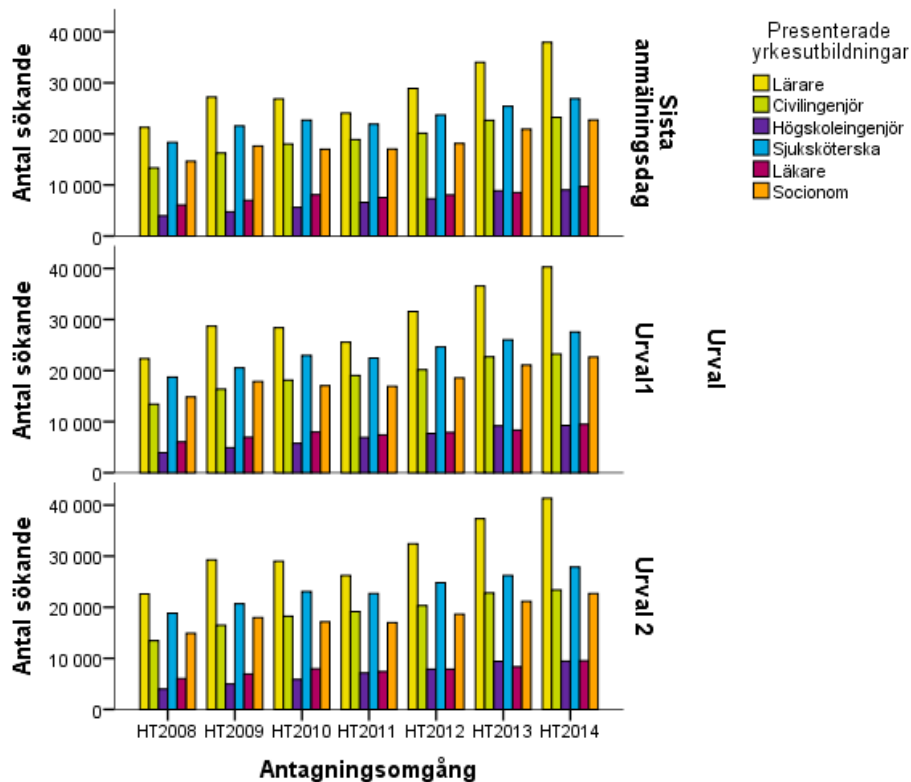 Antal sökande
40 000
30 000
20 000
10 000
0
Sista
anmälningsdag
Antal sökande
40 000
30 000
20 000
10 000
0
Urval1
Urval
Antal sökande
40 000
30 000
20 000
10 000
0
Urval 2
HT2008 HT2009 HT2010 HT2011 HT2012 HT2013 HT2014
Antagningsomgång
Presenterade
yrkesutbildningar
Lärare
Civilingenjör
Högskoleingenjör
Sjuksköterska
Läkare
Socionom